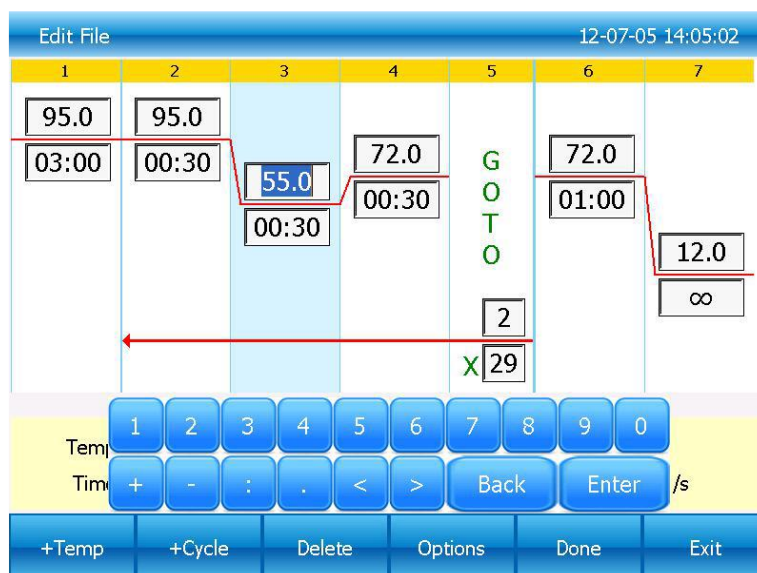 Edit File 12-07-05 14:05:02
1 2 3 4 5 6 7
95.0 95.0 55.0 72.0 GOTO 72.0 12.0
03:00 00:30 00:30 00:30 01:00 ∞
2
X 29
1 2 3 4 5 6 7 8 9 0
+ - : . < > Back Enter /s
+Temp +Cycle Delete Options Done Exit